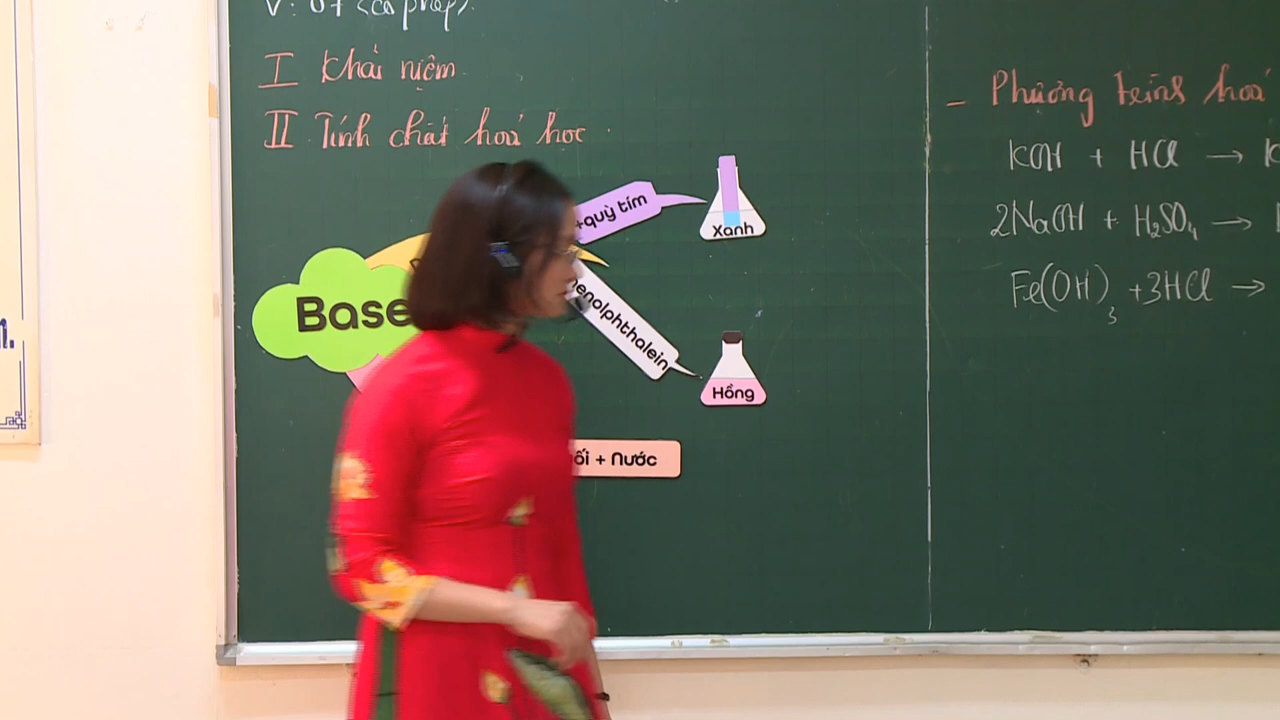 I Khái niệm
II Tính chất hoá học
+quỳ tím
Xanh
Base
enolphthalein
Hồng
ối + Nước
- Phương trình hoá
KOH + HCl → K
2NaOH + H₂SO₄ →
Fe(OH)₃ + 3HCl →